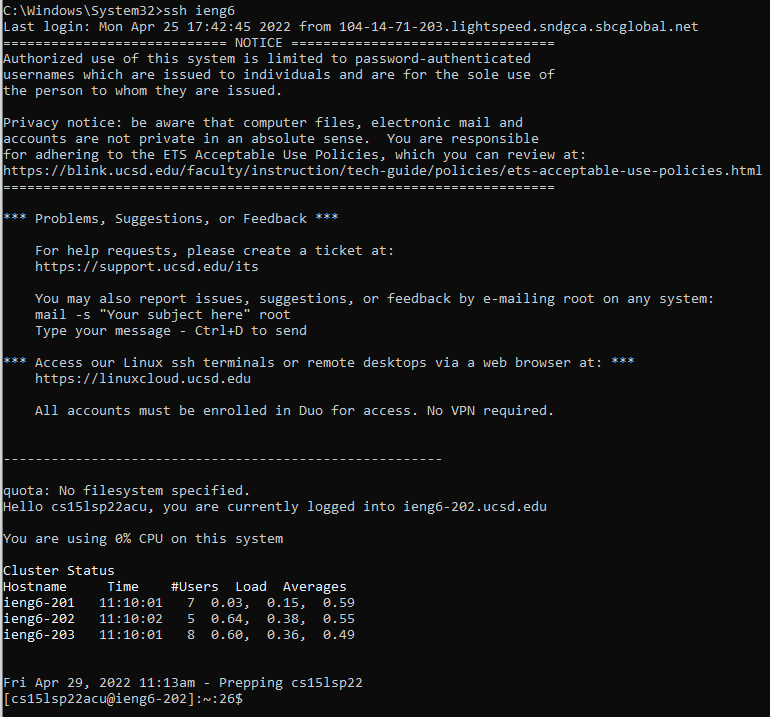 C:\Windows\System32>ssh ieng6
Last login: Mon Apr 25 17:42:45 2022 from 104-14-71-203.lightspeed.sndgca.sbcglobal.net
============================ NOTICE =================================
Authorized use of this system is limited to password-authenticated
usernames which are issued to individuals and are for the sole use of
the person to whom they are issued.

Privacy notice: be aware that computer files, electronic mail and
accounts are not private in an absolute sense.  You are responsible
for adhering to the ETS Acceptable Use Policies, which you can review at:
https://blink.ucsd.edu/faculty/instruction/tech-guide/policies/ets-acceptable-use-policies.html
=====================================================================

*** Problems, Suggestions, or Feedback ***

    For help requests, please create a ticket at:
    https://support.ucsd.edu/its

    You may also report issues, suggestions, or feedback by e-mailing root on any system:
    mail -s "Your subject here" root
    Type your message - Ctrl+D to send

*** Access our Linux ssh terminals or remote desktops via a web browser at: ***
    https://linuxcloud.ucsd.edu

    All accounts must be enrolled in Duo for access. No VPN required.

-------------------------------------------------------

quota: No filesystem specified.
Hello cs15lsp22acu, you are currently logged into ieng6-202.ucsd.edu

You are using 0% CPU on this system

Cluster Status
Hostname     Time    #Users  Load  Averages
ieng6-201   11:10:01   7  0.03,  0.15,  0.59
ieng6-202   11:10:02   5  0.64,  0.38,  0.55
ieng6-203   11:10:01   8  0.60,  0.36,  0.49

Fri Apr 29, 2022 11:13am - Prepping cs15lsp22
[cs15lsp22acu@ieng6-202]:~:26$